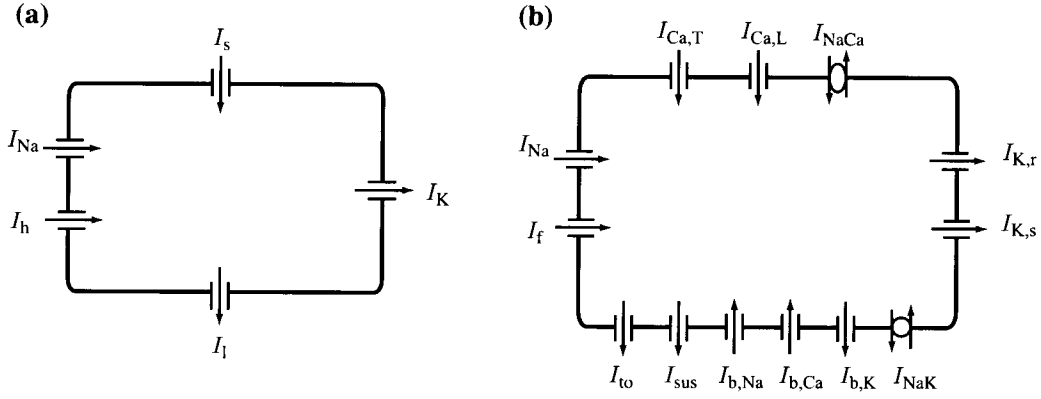 (a)
I_s
I_Na
I_h
I_K
I_l
(b)
I_Ca,T I_Ca,L I_NaCa
I_Na
I_f
I_K,r
I_K,s
I_to I_sus I_b,Na I_b,Ca I_b,K I_NaK